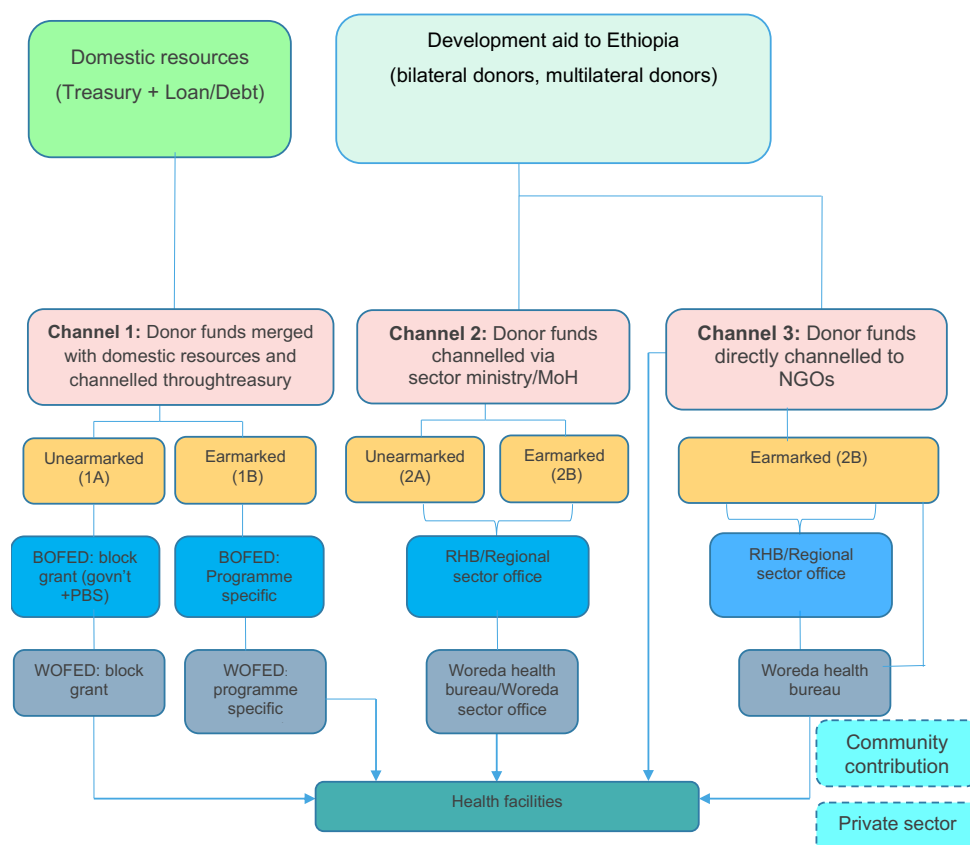 Domestic resources
(Treasury + Loan/Debt)
Development aid to Ethiopia
(bilateral donors, multilateral donors)
Channel 1: Donor funds merged
with domestic resources and
channelled throughtreasury
Channel 2: Donor funds
channelled via
sector ministry/MoH
Channel 3: Donor funds
directly channelled to
NGOs
Unearmarked
(1A)
Earmarked
(1B)
Unearmarked
(2A)
Earmarked
(2B)
Earmarked (2B)
BOFED: block
grant (govn't
+PBS)
BOFED:
Programme
specific
RHB/Regional
sector office
RHB/Regional
sector office
WOFED: block
grant
WOFED:
programme
specific
Woreda health
bureau/Woreda
sector office
Woreda health
bureau
Community
contribution
Health facilities
Private sector